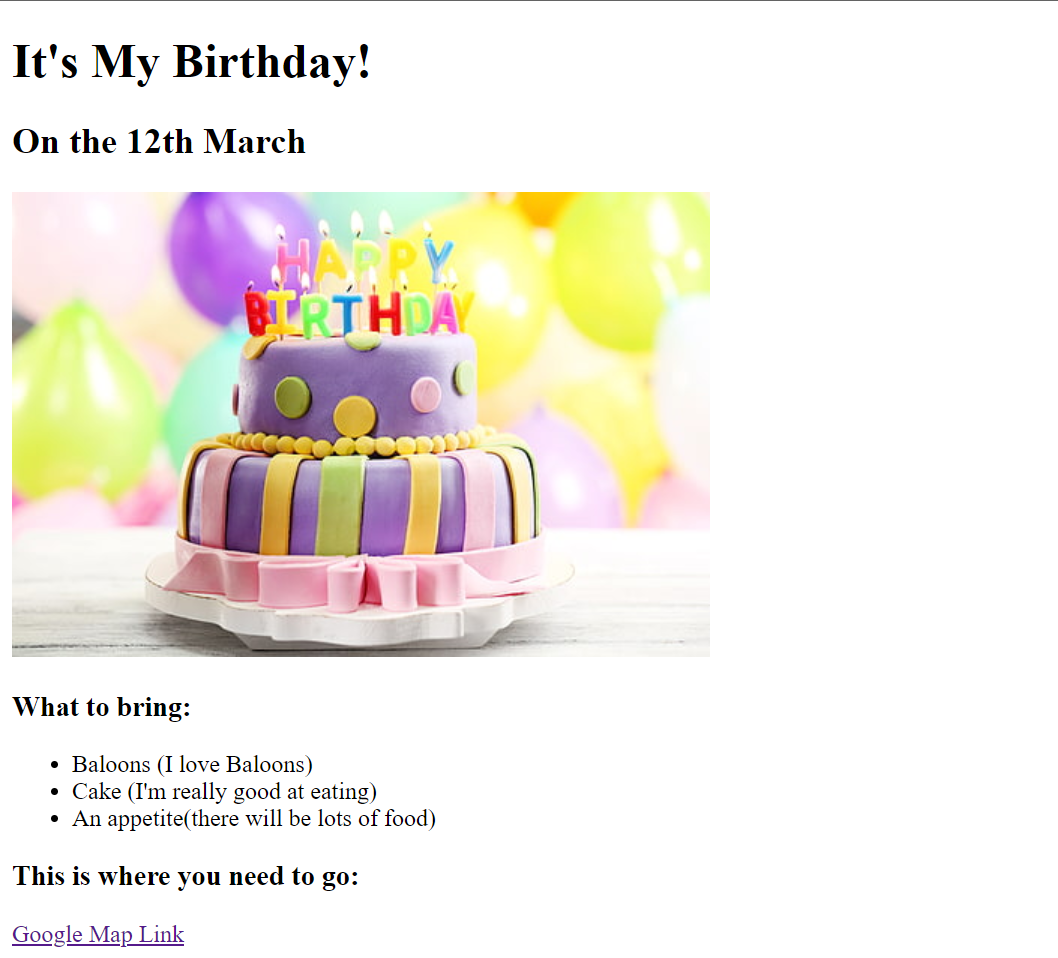 It's My Birthday!
On the 12th March
HAPPY
BIRTHDAY
What to bring:
Baloons (I love Baloons)
Cake (I'm really good at eating)
An appetite(there will be lots of food)
This is where you need to go:
Google Map Link